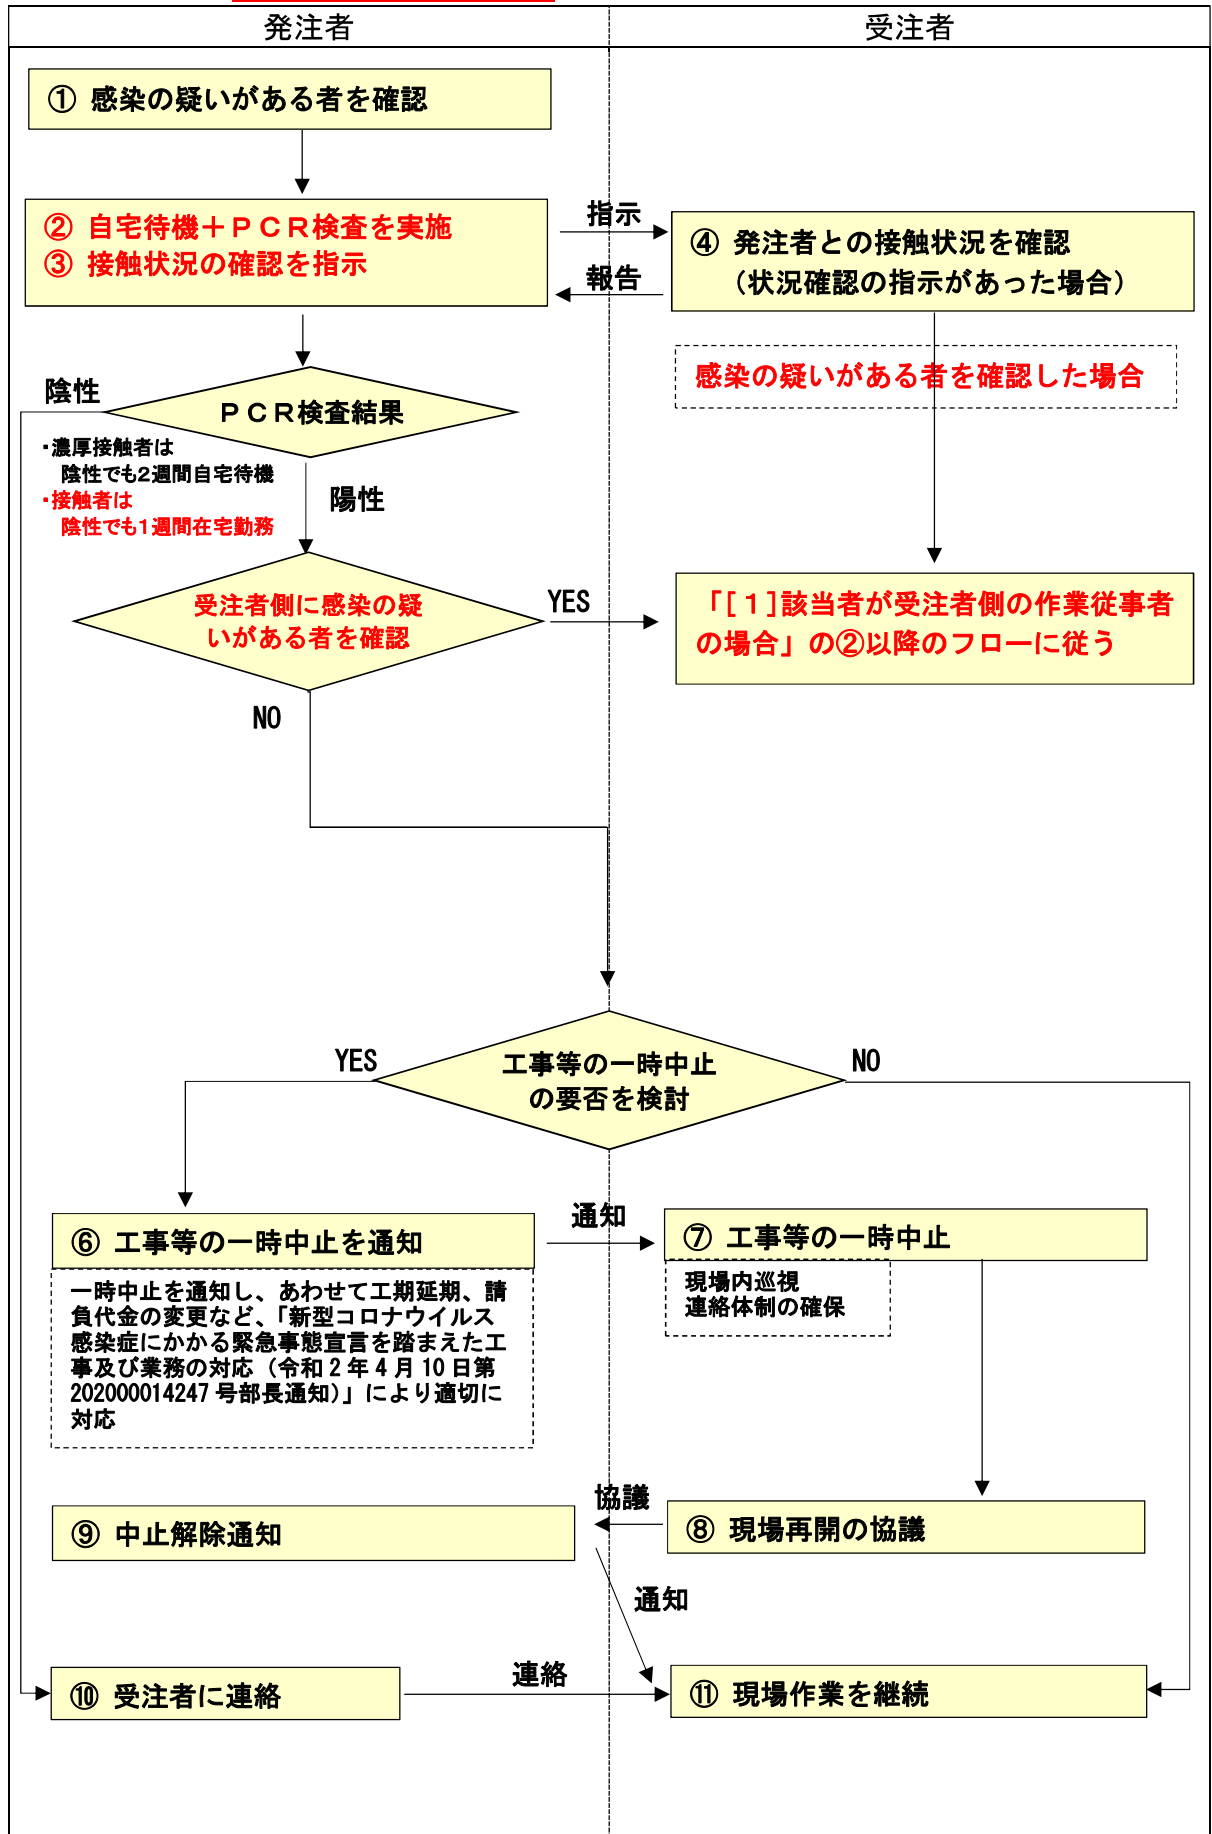 発注者
受注者
① 感染の疑いがある者を確認
② 自宅待機＋ＰＣＲ検査を実施
③ 接触状況の確認を指示
指示
報告
④ 発注者との接触状況を確認
（状況確認の指示があった場合）
感染の疑いがある者を確認した場合
陰性
ＰＣＲ検査結果
・濃厚接触者は
陰性でも２週間自宅待機
・接触者は
陰性でも１週間在宅勤務
陽性
受注者側に感染の疑
いがある者を確認
YES
「[１]該当者が受注者側の作業従事者
の場合」の②以降のフローに従う
NO
YES
工事等の一時中止
の要否を検討
NO
⑥ 工事等の一時中止を通知
通知
⑦ 工事等の一時中止
一時中止を通知し、あわせて工期延期、請
負代金の変更など、「新型コロナウイルス
感染症にかかる緊急事態宣言を踏まえた工
事及び業務の対応（令和２年４月10日第
202000014247号部長通知）」により適切に
対応
現場内巡視
連絡体制の確保
協議
⑧ 現場再開の協議
⑨ 中止解除通知
通知
⑩ 受注者に連絡
連絡
⑪ 現場作業を継続